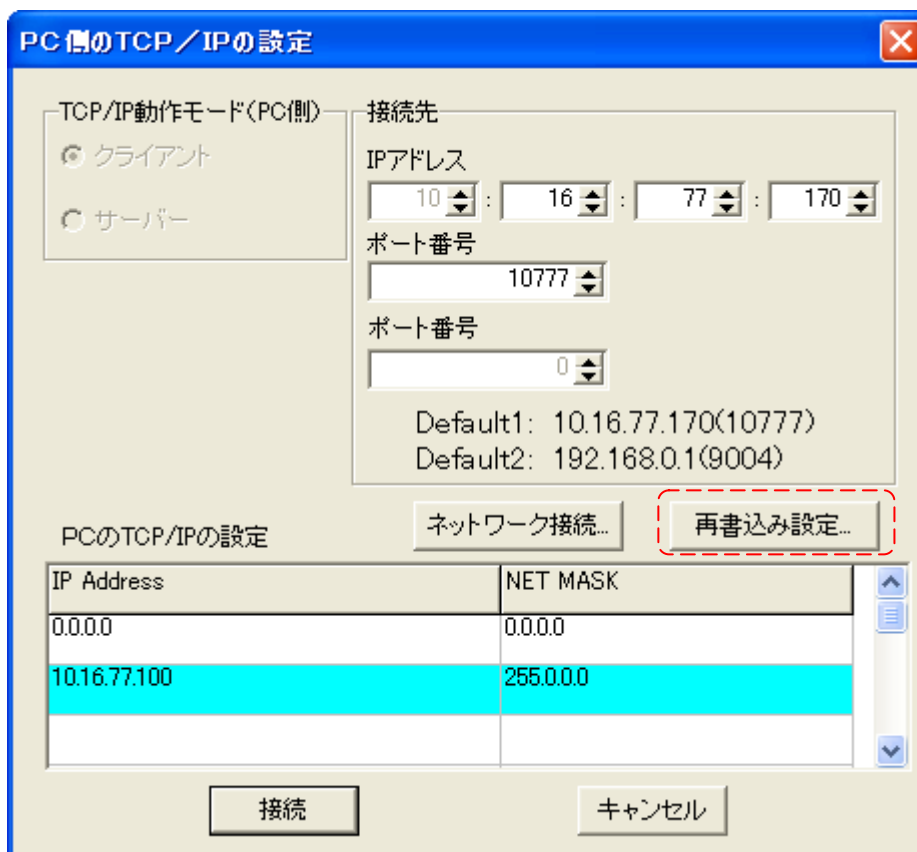 PC側のTCP／IPの設定
TCP/IP動作モード(PC側)
クライアント
サーバー
接続先
IPアドレス
10 : 16 : 77 : 170
ポート番号
10777
ポート番号
0
Default1: 10.16.77.170(10777)
Default2: 192.168.0.1(9004)
ネットワーク接続...
再書込み設定...
PCのTCP/IPの設定
IP Address NET MASK
0.0.0.0 0.0.0.0
10.16.77.100 255.0.0.0
接続 キャンセル